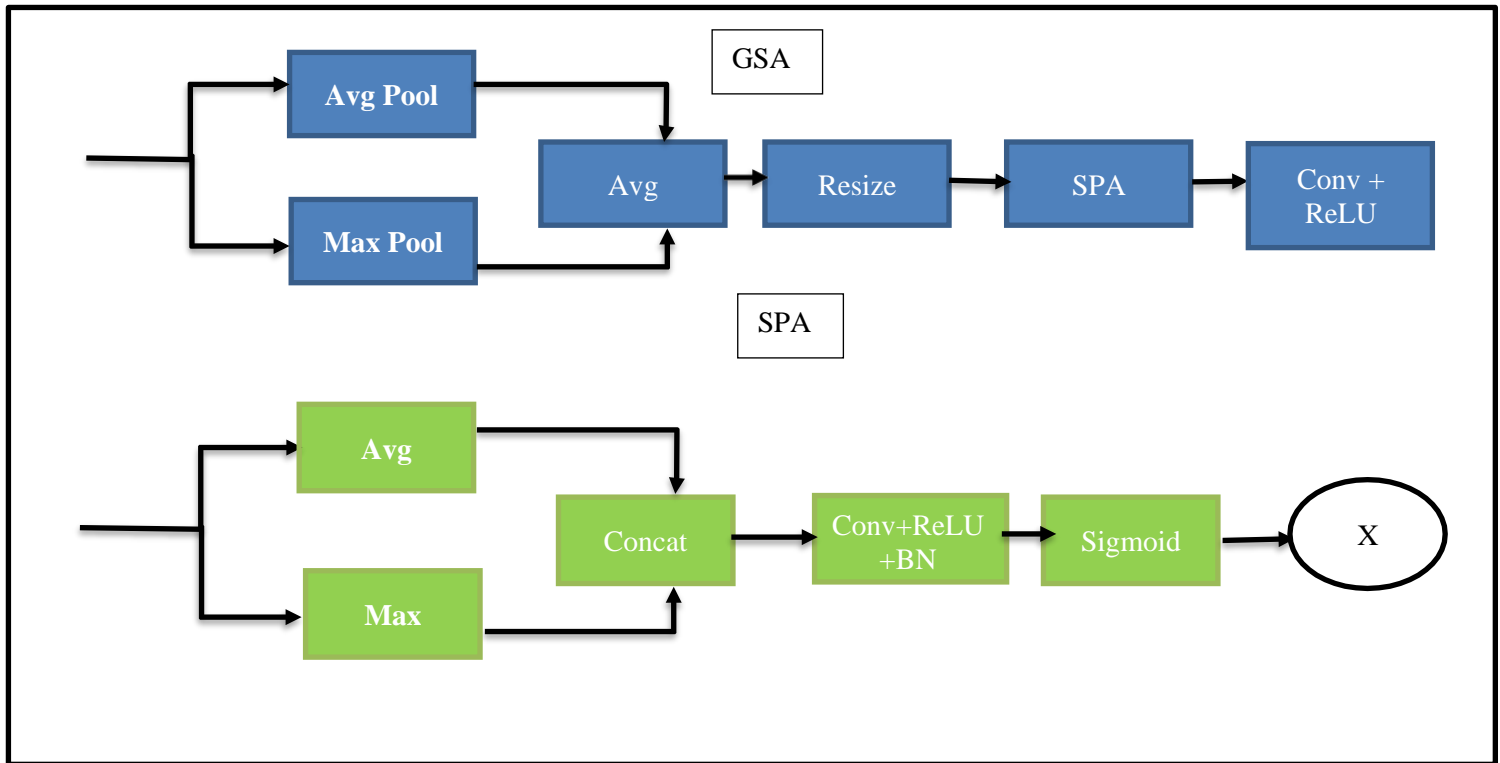 GSA
Avg Pool
Max Pool
Avg
Resize
SPA
Conv +
ReLU
SPA
Avg
Max
Concat
Conv+ReLU
+BN
Sigmoid
X